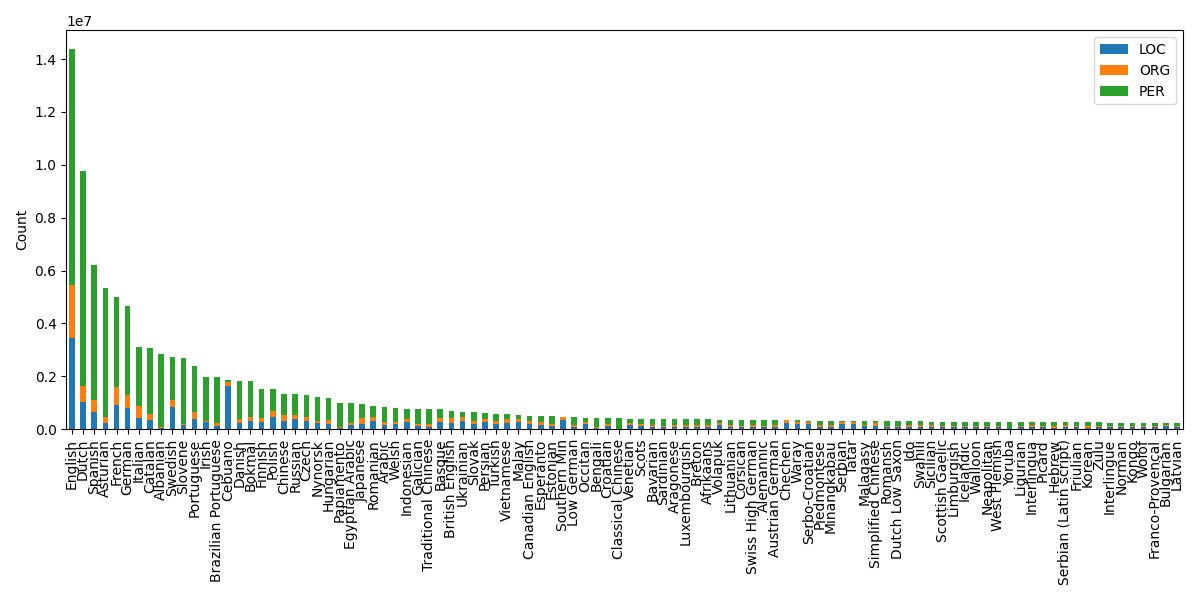 1e7
LOC
ORG
PER
1.4
1.2
1.0
0.8
0.6
0.4
0.2
0.0
Count
English
Dutch
Spanish
Asturian
French
German
Italian
Catalan
Albanian
Swedish
Slovene
Portuguese
Irish
Brazilian Portuguese
Cebuano
Danish
Bokmål
Finnish
Polish
Chinese
Russian
Czech
Nynorsk
Hungarian
Papiamento
Egyptian Arabic
Japanese
Romanian
Arabic
Welsh
Indonesian
Galician
Traditional Chinese
Basque
British English
Ukrainian
Slovak
Persian
Turkish
Vietnamese
Malay
Canadian English
Esperanto
Estonian
Southern Min
Low German
Occitan
Bengali
Croatian
Classical Chinese
Venetian
Scots
Bavarian
Sardinian
Aragonese
Luxembourgish
Breton
Afrikaans
Volapuk
Lithuanian
Corsican
Swiss High German
Alemannic
Austrian German
Chechen
Waray
Serbo-Croatian
Piedmontese
Minangkabau
Serbian
Tatar
Malagasy
Simplified Chinese
Romansh
Dutch Low Saxon
Ido
Swahili
Sicilian
Scottish Gaelic
Limburgish
Icelandic
Walloon
Neapolitan
West Flemish
Yoruba
Ligurian
Interlingua
Picard
Hebrew
Serbian (Latin script)
Friulian
Korean
Zulu
Interlingue
Norman
Kongo
Wolof
Franco-Provençal
Bulgarian
Latvian